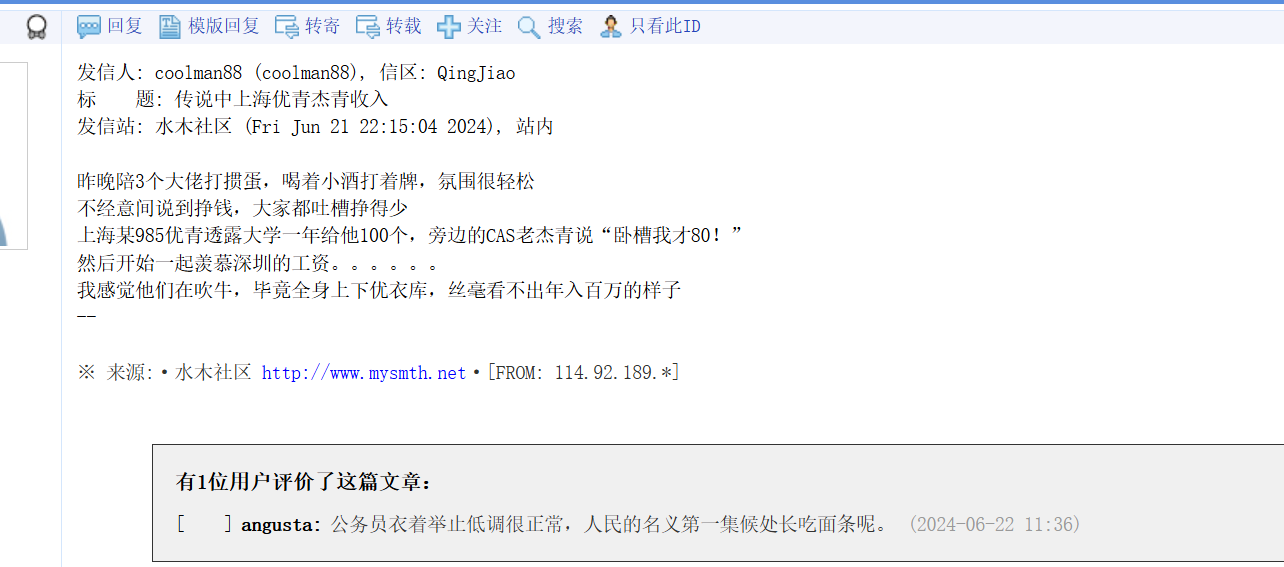 回复 模版回复 转寄 转载 关注 搜索 只看此ID
发信人: coolman88 (coolman88), 信区: QingJiao
标 题: 传说中上海优青杰青收入
发信站: 水木社区 (Fri Jun 21 22:15:04 2024), 站内
昨晚陪3个大佬打掼蛋，喝着小酒打着牌，氛围很轻松
不经意间说到挣钱，大家都吐槽挣得少
上海某985优青透露大学一年给他100个，旁边的CAS老杰青说“卧槽我才80！”
然后开始一起羡慕深圳的工资。。。。。。
我感觉他们在吹牛，毕竟全身上下优衣库，丝毫看不出年入百万的样子
--
※ 来源:·水木社区 http://www.mysmth.net·[FROM: 114.92.189.*]
有1位用户评价了这篇文章：
[ ] angusta: 公务员衣着举止低调很正常，人民的名义第一集候处长吃面条呢。 (2024-06-22 11:36)